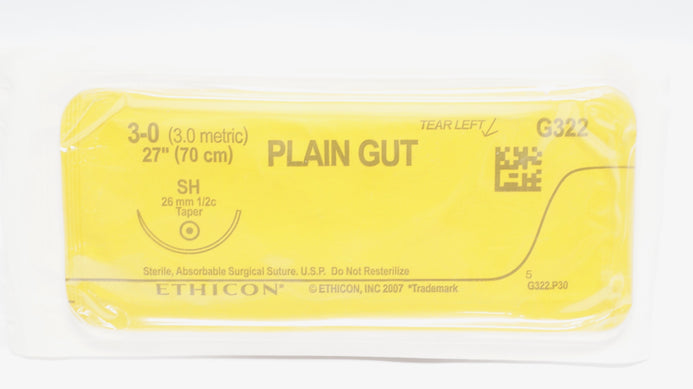 3-0 (3.0 metric)
27" (70 cm)
PLAIN GUT
TEAR LEFT
G322
SH
26 mm 1/2c
Taper
Sterile, Absorbable Surgical Suture. U.S.P. Do Not Resterilize
ETHICON*
© ETHICON, INC 2007 *Trademark
5
G322.P30